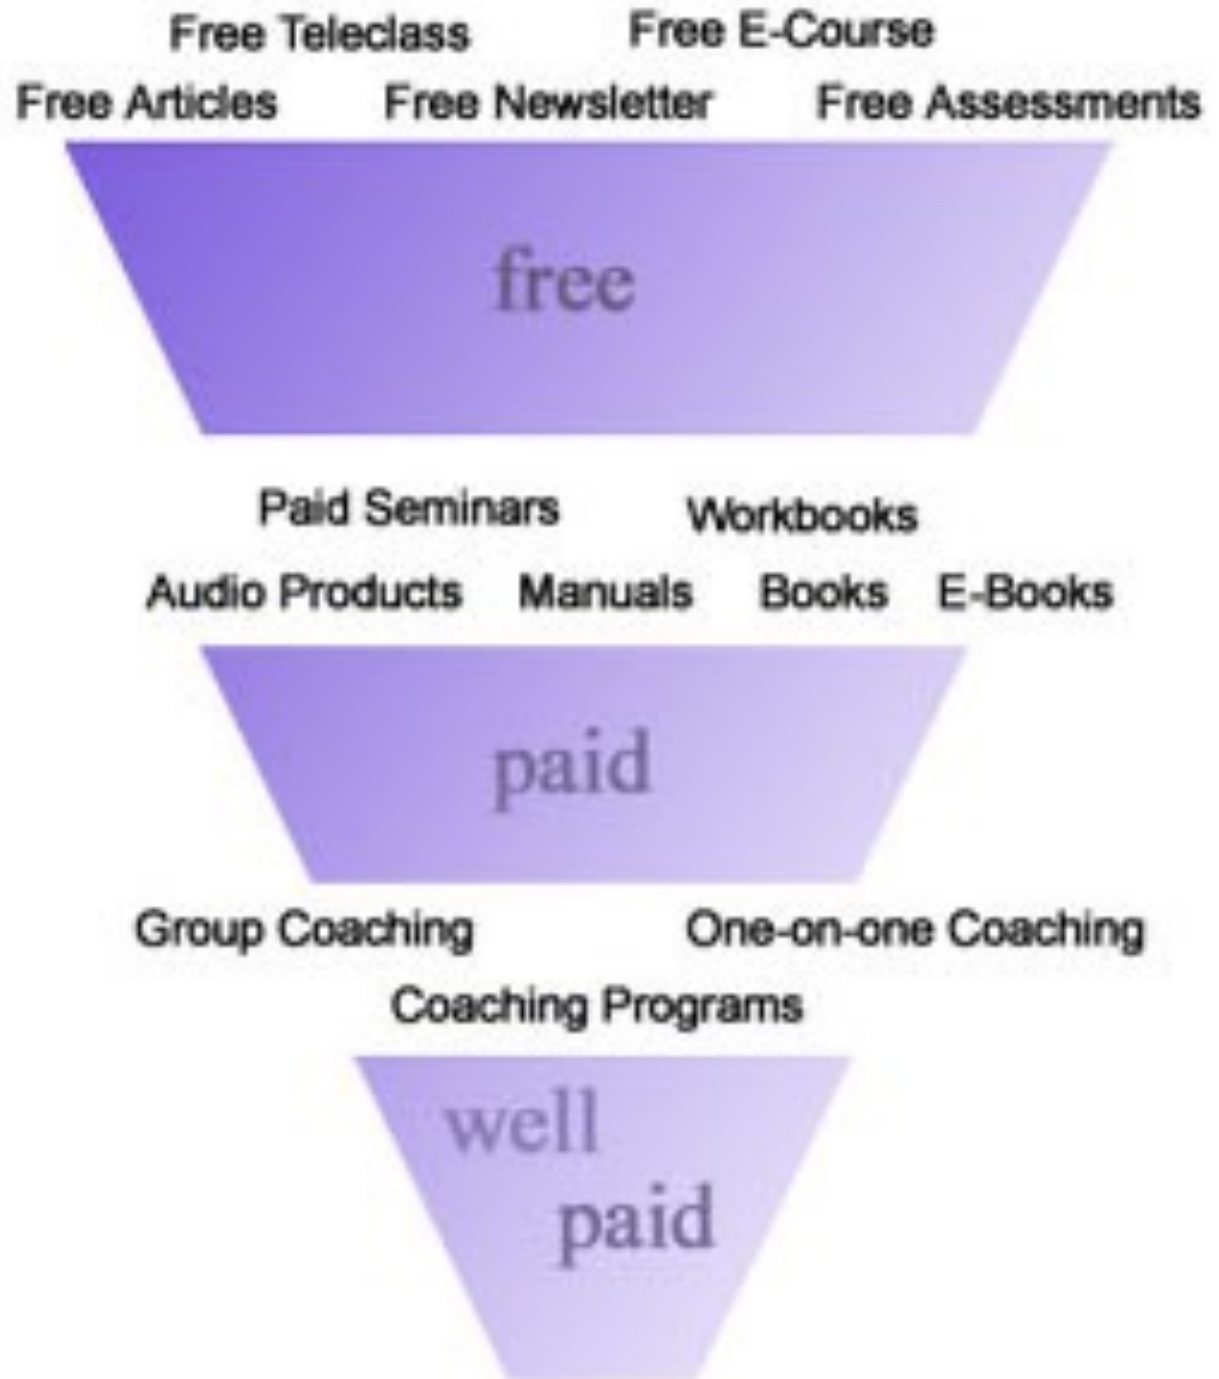 Free Teleclass Free E-Course
Free Articles Free Newsletter Free Assessments
free
Paid Seminars Workbooks
Audio Products Manuals Books E-Books
paid
Group Coaching One-on-one Coaching
Coaching Programs
well
paid